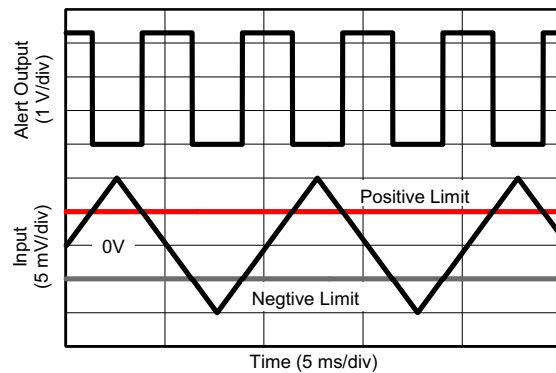 Alert Output
(1 V/div)
Positive Limit
Input
(5 mV/div)
0V
Negtive Limit
Time (5 ms/div)